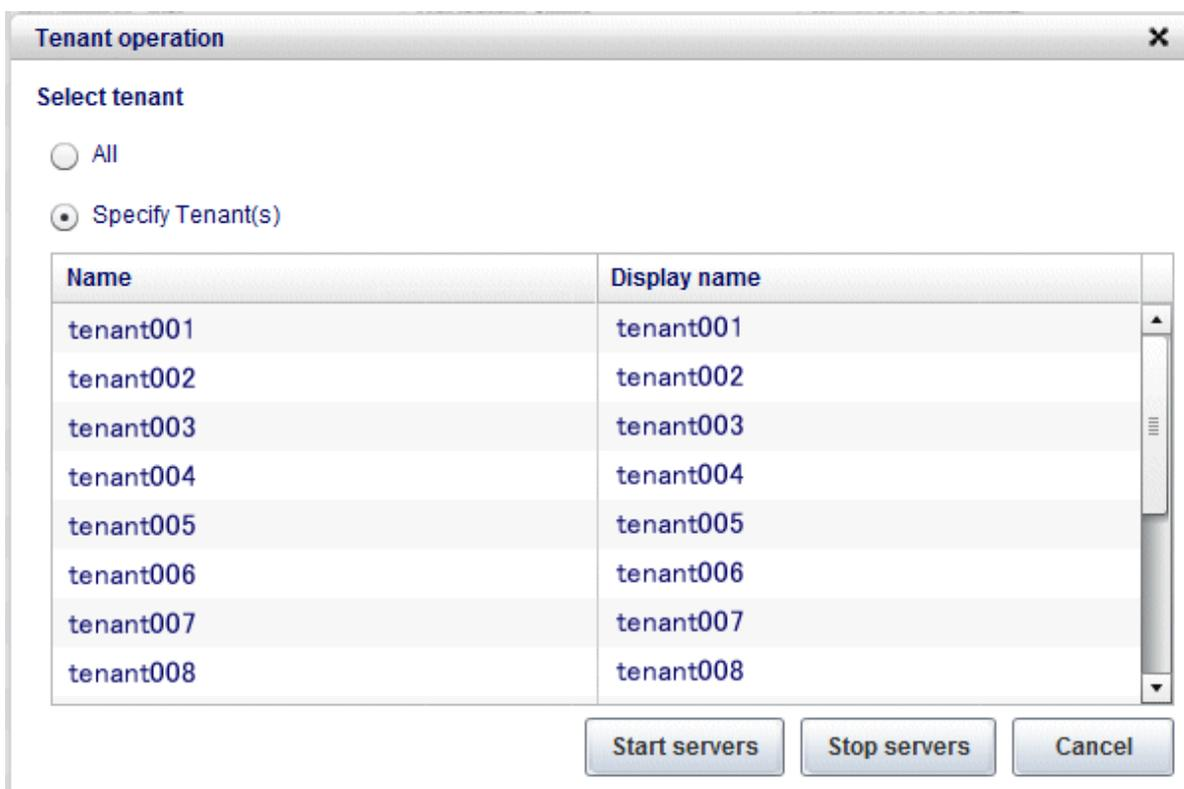 Tenant operation
Select tenant
All
Specify Tenant(s)
Name Display name
tenant001 tenant001
tenant002 tenant002
tenant003 tenant003
tenant004 tenant004
tenant005 tenant005
tenant006 tenant006
tenant007 tenant007
tenant008 tenant008
Start servers Stop servers Cancel